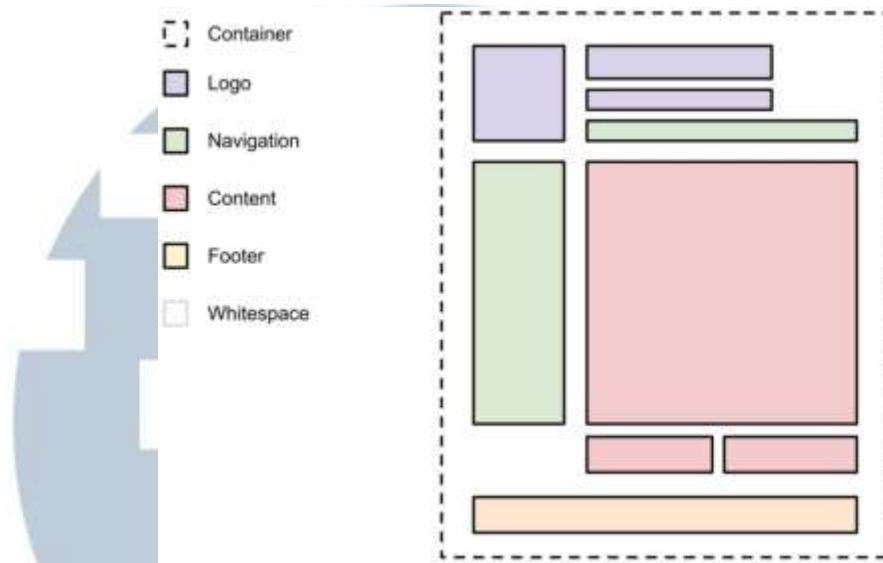 Container
Logo
Navigation
Content
Footer
Whitespace